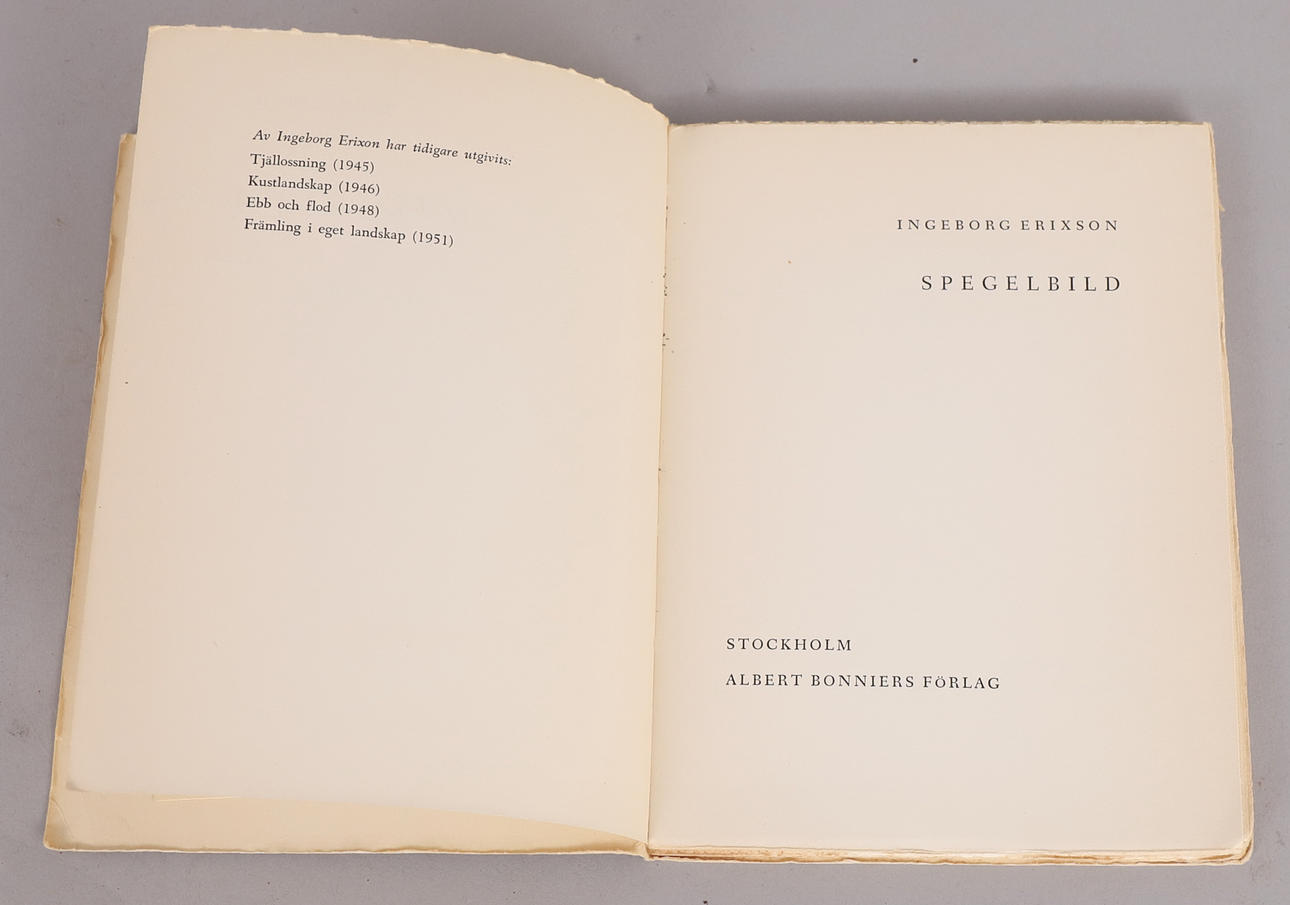 Av Ingeborg Erixon har tidigare utgivits:
Tjällossning (1945)
Kustlandskap (1946)
Ebb och flod (1948)
Främling i eget landskap (1951)
INGEBORG ERIXSON
SPEGELBILD
STOCKHOLM
ALBERT BONNIERS FÖRLAG